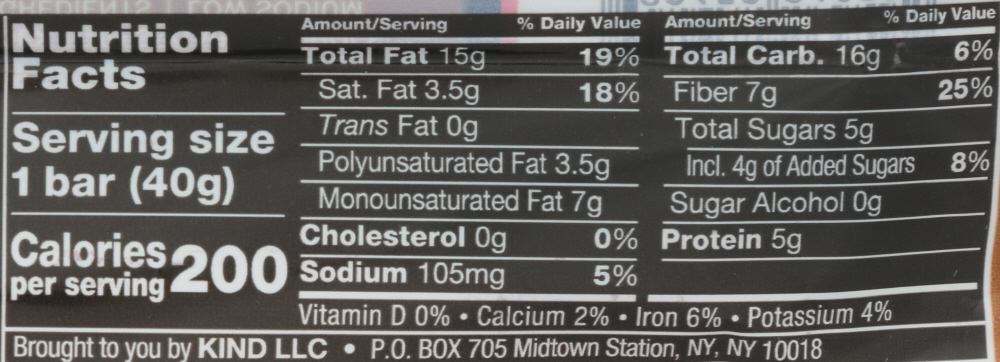 INGREDIENTS | LOW SODIUM
Nutrition
Facts
Serving size
1 bar (40g)
Calories
per serving 200
Amount/Serving % Daily Value
Total Fat 15g 19%
Sat. Fat 3.5g 18%
Trans Fat 0g
Polyunsaturated Fat 3.5g
Monounsaturated Fat 7g
Cholesterol 0g 0%
Sodium 105mg 5%
Amount/Serving % Daily Value
Total Carb. 16g 6%
Fiber 7g 25%
Total Sugars 5g
Incl. 4g of Added Sugars 8%
Sugar Alcohol 0g
Protein 5g
Vitamin D 0% • Calcium 2% • Iron 6% • Potassium 4%
Brought to you by KIND LLC • P.O. BOX 705 Midtown Station, NY, NY 10018